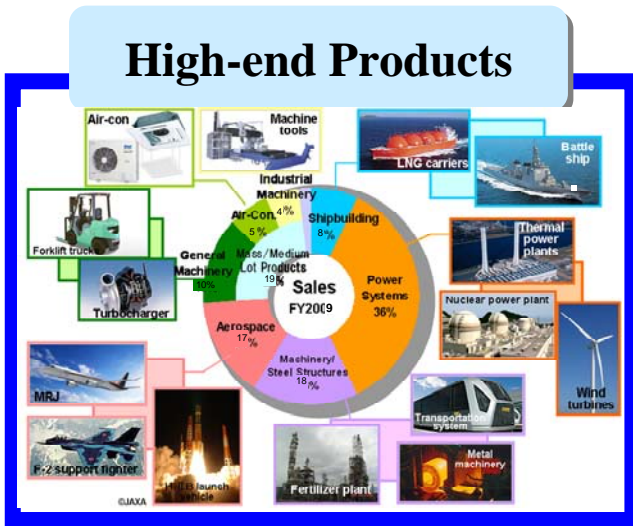 High-end Products
Air-con
Machine
tools
LNG carriers
Battle
ship
Industrial
Machinery
4%
Air-Con.
5 %
Shipbuilding
8%
Forklift trucks
Turbocharger
General
Machinery
10%
Mass/Medium
Lot Products
19%
Sales
FY2009
Power
Systems
36%
Thermal
power
plants
Nuclear power plant
Wind
turbines
Aerospace
17%
Machinery/
Steel Structures
18%
MRJ
F-2 support fighter
launch
vehicle
©JAXA
Fertilizer plant
Transportation
system
Metal
machinery